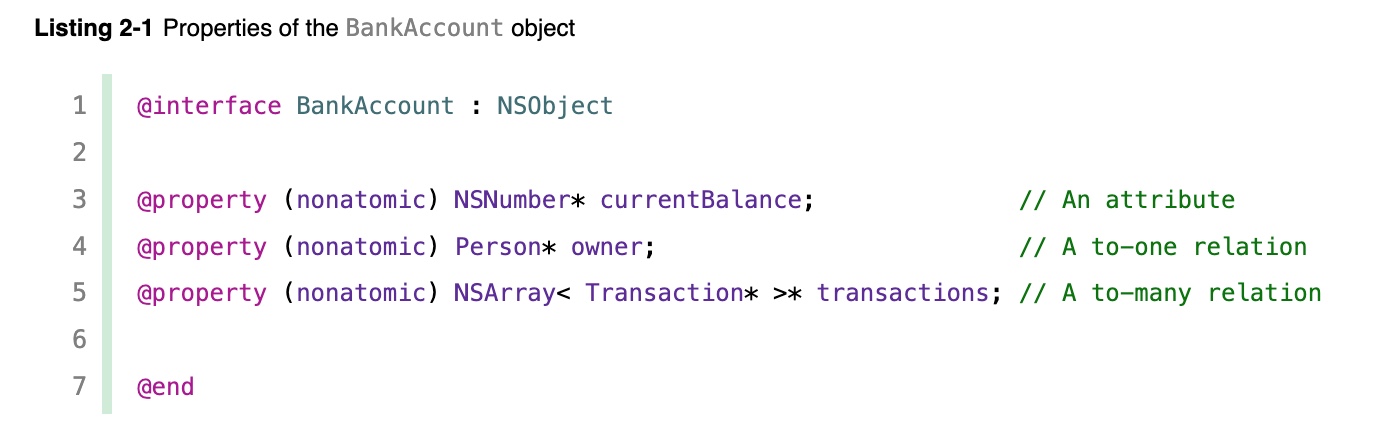 Listing 2-1 Properties of the BankAccount object
1 @interface BankAccount : NSObject
2
3 @property (nonatomic) NSNumber* currentBalance; // An attribute
4 @property (nonatomic) Person* owner; // A to-one relation
5 @property (nonatomic) NSArray< Transaction* >* transactions; // A to-many relation
6
7 @end